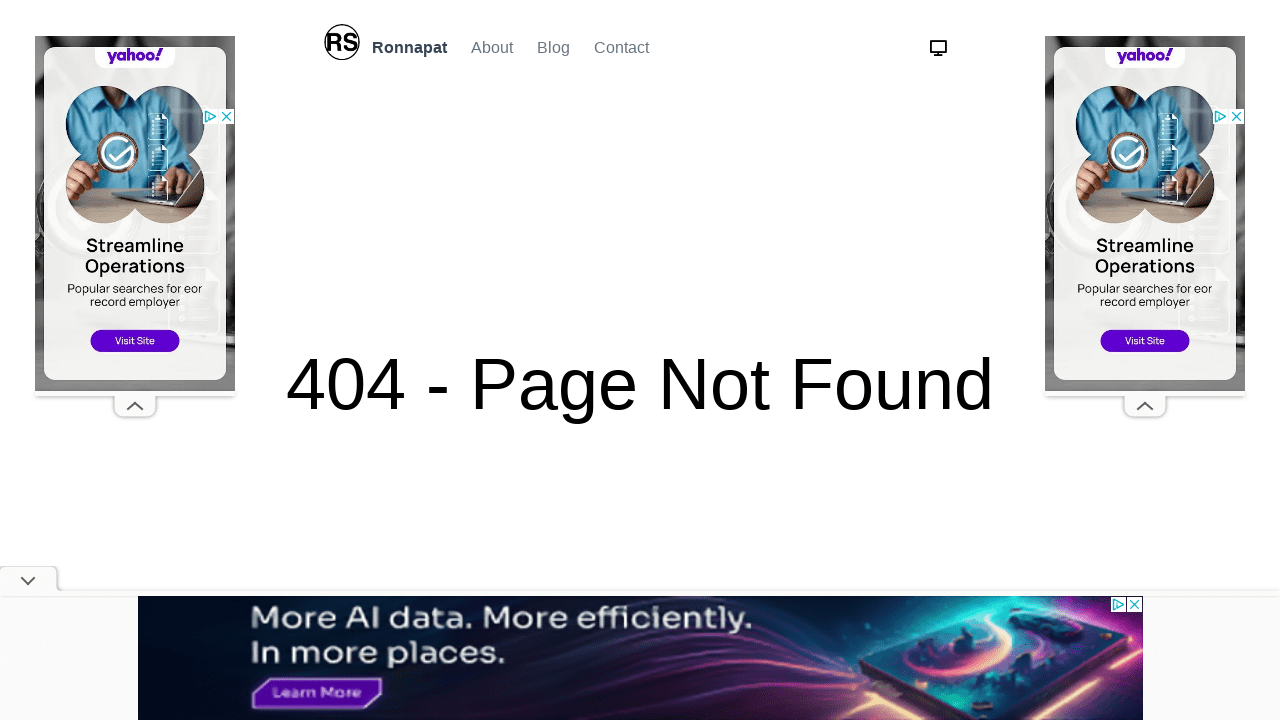 RS
Ronnapat
About
Blog
Contact
yahoo!
Streamline
Operations
Popular searches for eor
record employer
Visit Site
yahoo!
Streamline
Operations
Popular searches for eor
record employer
Visit Site
404 - Page Not Found
More AI data. More efficiently.
In more places.
Learn More